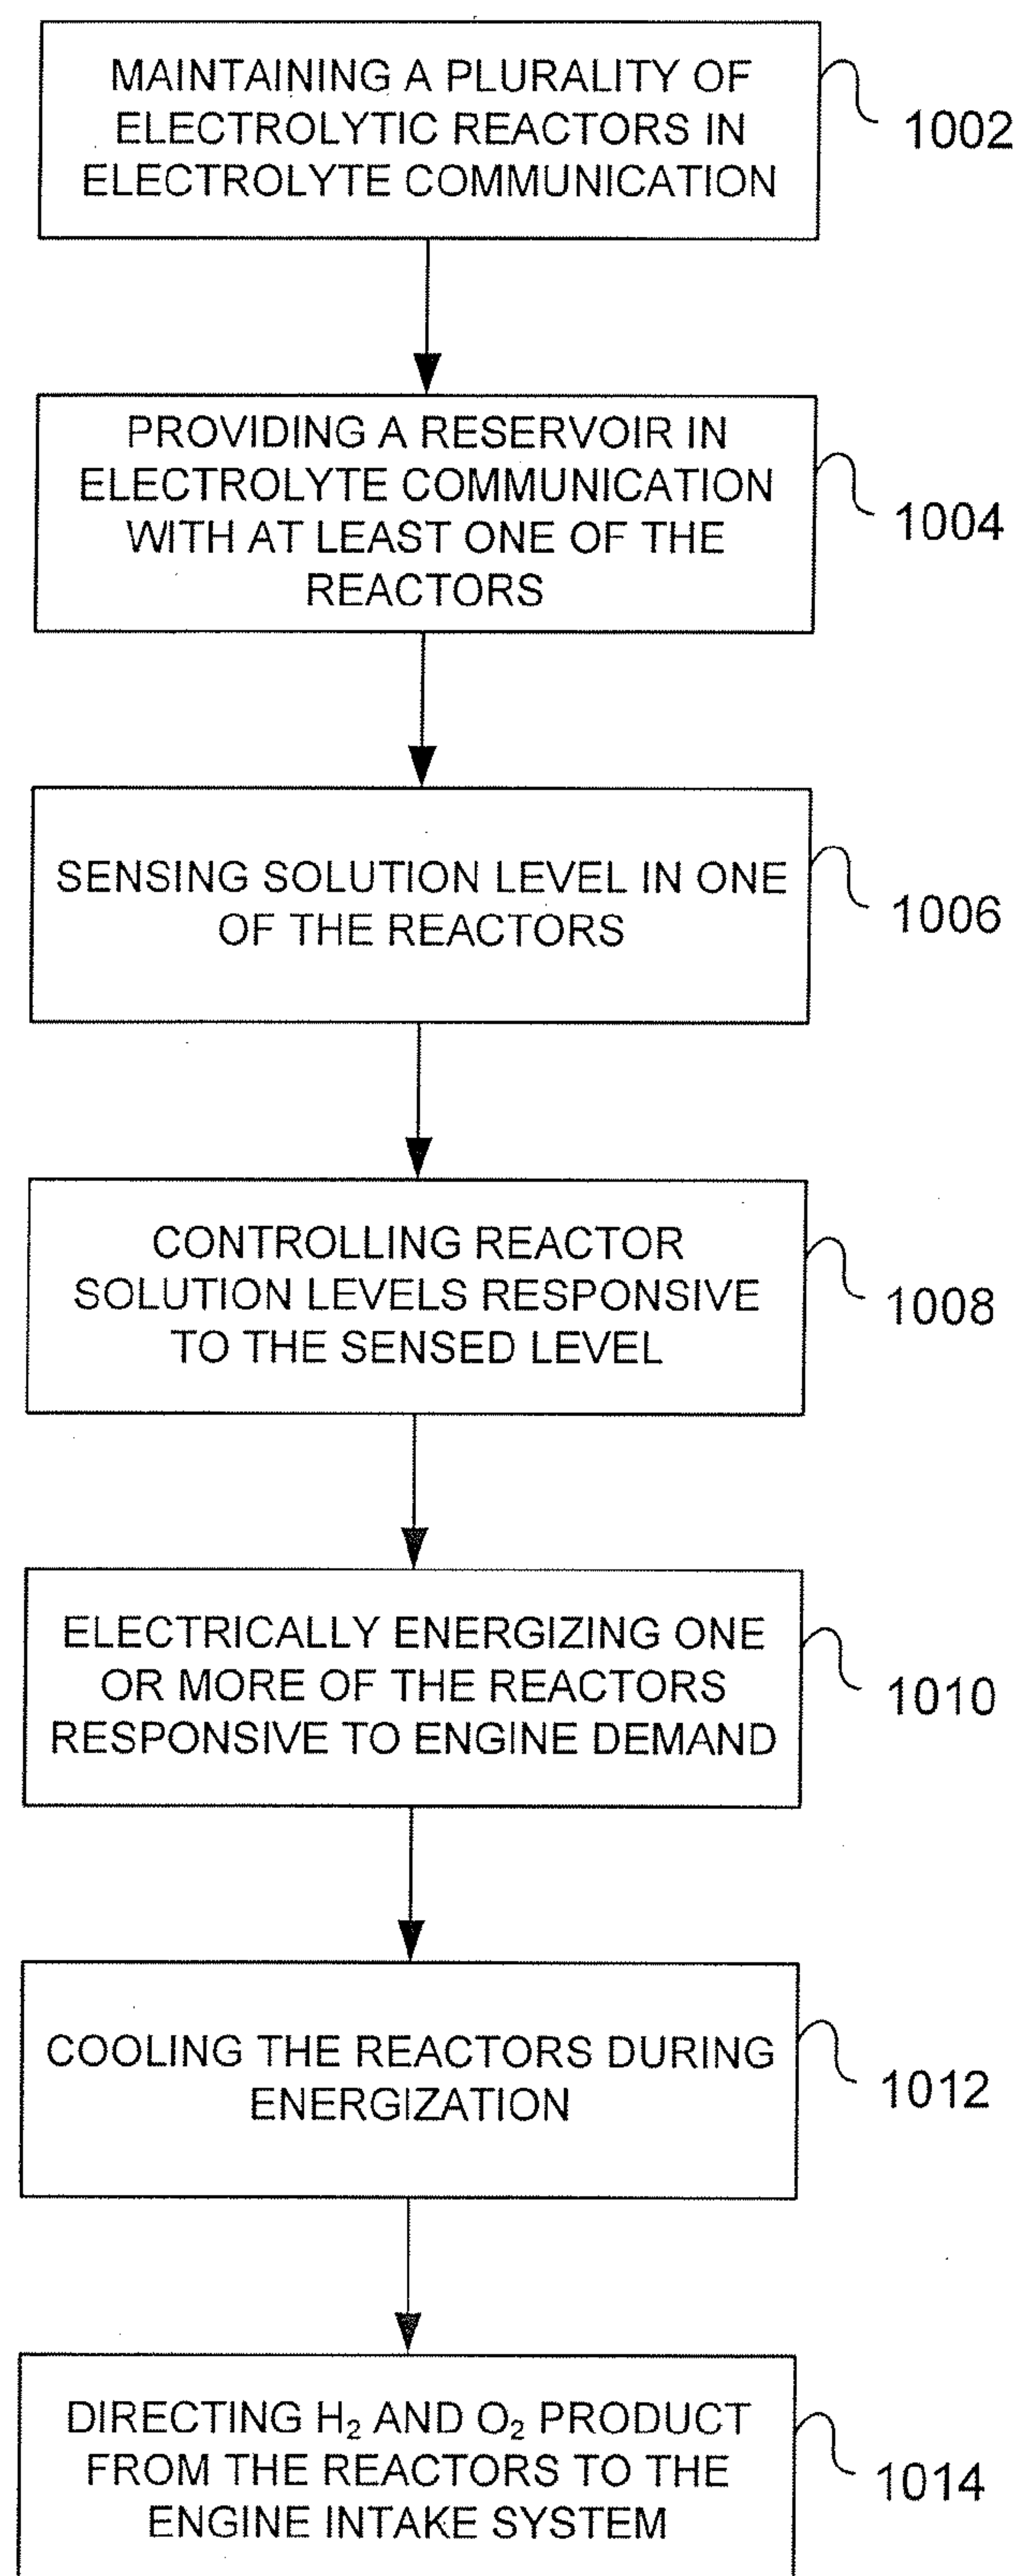 MAINTAINING A PLURALITY OF
ELECTROLYTIC REACTORS IN
ELECTROLYTE COMMUNICATION
1002
PROVIDING A RESERVOIR IN
ELECTROLYTE COMMUNICATION
WITH AT LEAST ONE OF THE
REACTORS
1004
SENSING SOLUTION LEVEL IN ONE
OF THE REACTORS
1006
CONTROLLING REACTOR
SOLUTION LEVELS RESPONSIVE
TO THE SENSED LEVEL
1008
ELECTRICALLY ENERGIZING ONE
OR MORE OF THE REACTORS
RESPONSIVE TO ENGINE DEMAND
1010
COOLING THE REACTORS DURING
ENERGIZATION
1012
DIRECTING H₂ AND O₂ PRODUCT
FROM THE REACTORS TO THE
ENGINE INTAKE SYSTEM
1014